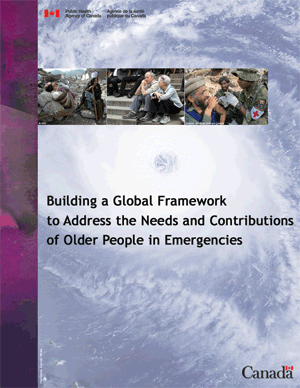 Public Health Agence de la santé
Agency of Canada publique du Canada
Building a Global Framework
to Address the Needs and Contributions
of Older People in Emergencies
Canada